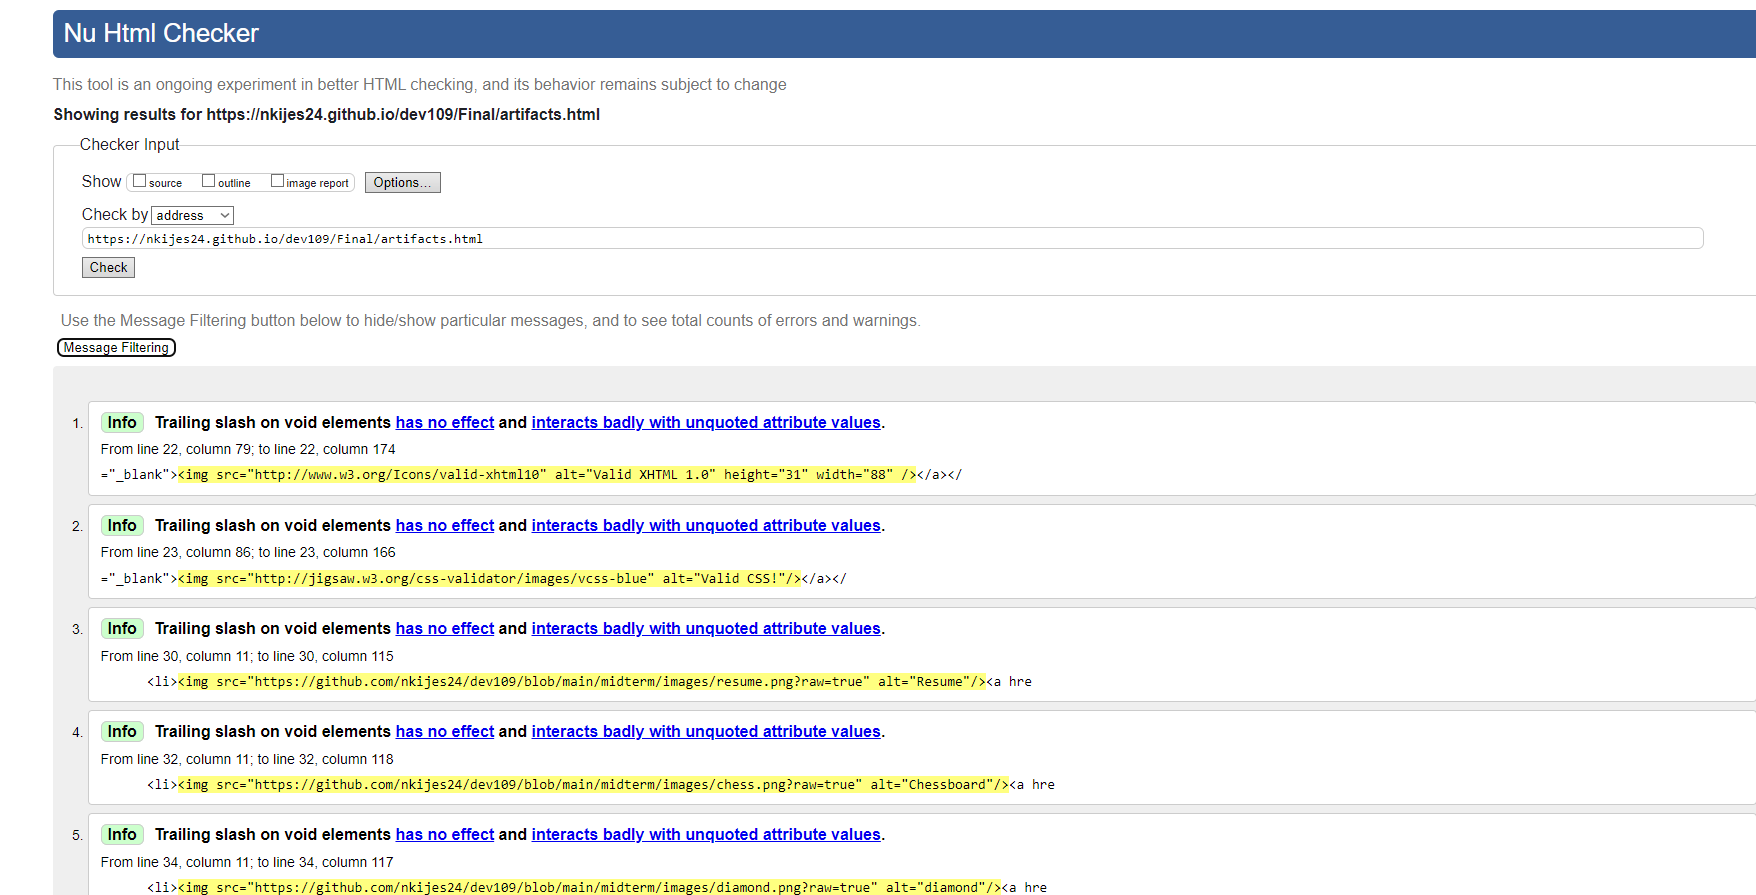 Nu Html Checker
This tool is an ongoing experiment in better HTML checking, and its behavior remains subject to change
Showing results for https://nkijes24.github.io/dev109/Final/artifacts.html
Checker Input
Show source outline image report Options...
Check by address
https://nkijes24.github.io/dev109/Final/artifacts.html
Check
Use the Message Filtering button below to hide/show particular messages, and to see total counts of errors and warnings.
Message Filtering
1. Info Trailing slash on void elements has no effect and interacts badly with unquoted attribute values.
From line 22, column 79; to line 22, column 174
="_blank"><img src="http://www.w3.org/Icons/valid-xhtml10" alt="Valid XHTML 1.0" height="31" width="88" /></a></
2. Info Trailing slash on void elements has no effect and interacts badly with unquoted attribute values.
From line 23, column 86; to line 23, column 166
="_blank"><img src="http://jigsaw.w3.org/css-validator/images/vcss-blue" alt="Valid CSS!"/></a></
3. Info Trailing slash on void elements has no effect and interacts badly with unquoted attribute values.
From line 30, column 11; to line 30, column 115
<li><img src="https://github.com/nkijes24/dev109/blob/main/midterm/images/resume.png?raw=true" alt="Resume"/><a hre
4. Info Trailing slash on void elements has no effect and interacts badly with unquoted attribute values.
From line 32, column 11; to line 32, column 118
<li><img src="https://github.com/nkijes24/dev109/blob/main/midterm/images/chess.png?raw=true" alt="Chessboard"/><a hre
5. Info Trailing slash on void elements has no effect and interacts badly with unquoted attribute values.
From line 34, column 11; to line 34, column 117
<li><img src="https://github.com/nkijes24/dev109/blob/main/midterm/images/diamond.png?raw=true" alt="diamond"/><a hre